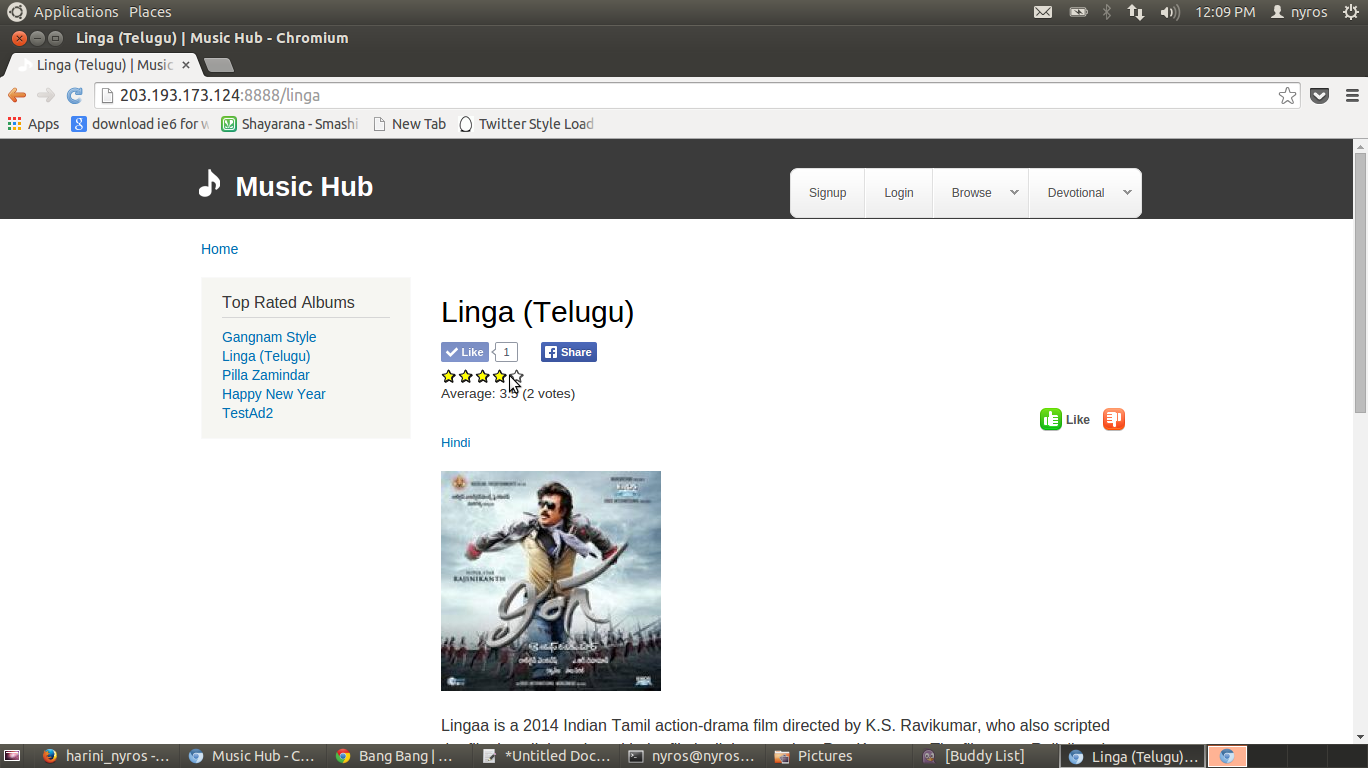 Applications Places
12:09 PM nyros
Linga (Telugu) | Music Hub - Chromium
Linga (Telugu) | Music
203.193.173.124:8888/linga
Apps download ie6 for w Shayarana - Smashi New Tab Twitter Style Load
Music Hub
Signup Login Browse Devotional
Home
Top Rated Albums
Gangnam Style
Linga (Telugu)
Pilla Zamindar
Happy New Year
TestAd2
Linga (Telugu)
Like 1 Share
Average: 3.5 (2 votes)
Like
Hindi
RAJINIKANTH
లింగ
Lingaa is a 2014 Indian Tamil action-drama film directed by K.S. Ravikumar, who also scripted
harini_nyros -... Music Hub - C... Bang Bang | ... *Untitled Doc... nyros@nyros... Pictures [Buddy List] Linga (Telugu)...